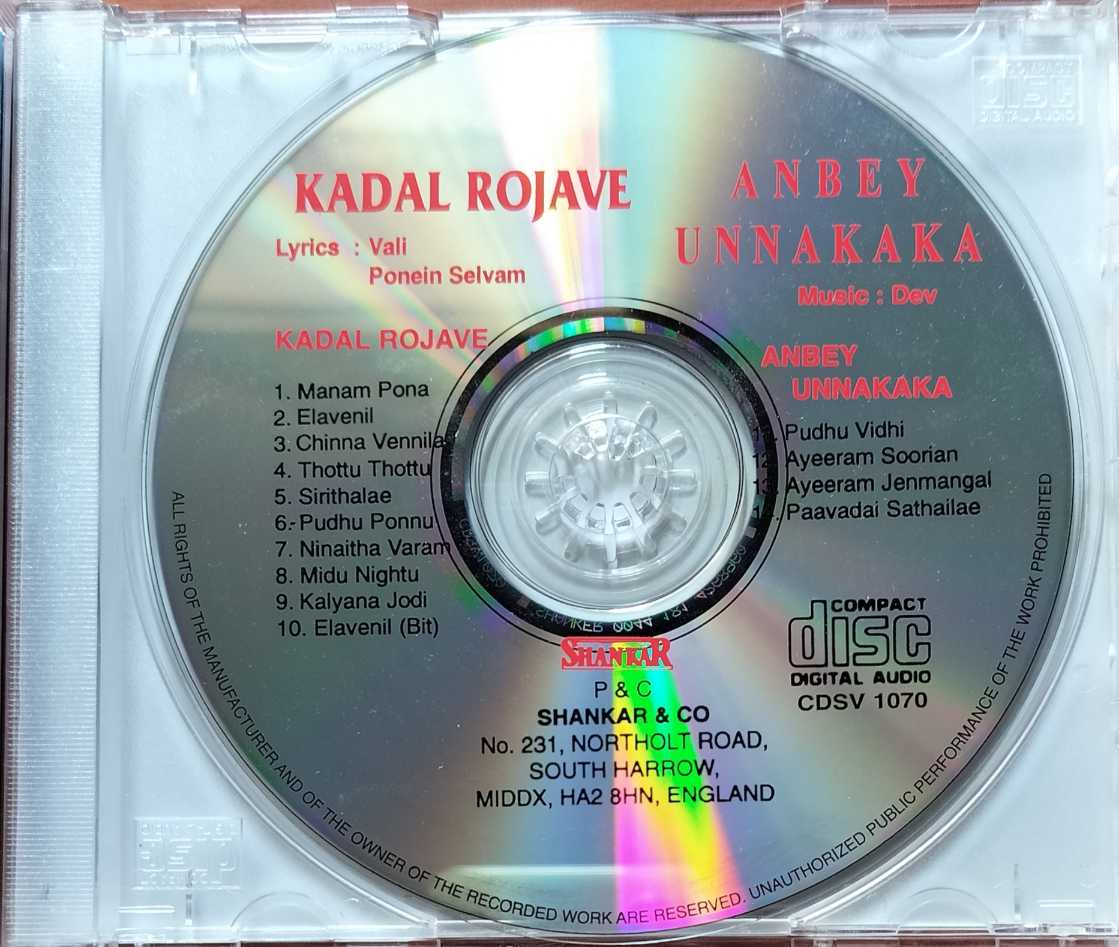 KADAL ROJAVE
Lyrics : Vali
Ponein Selvam
KADAL ROJAVE
1. Manam Pona
2. Elavenil
3. Chinna Vennila
4. Thottu Thottu
5. Sirithalae
6. Pudhu Ponnu
7. Ninaitha Varam
8. Midu Nightu
9. Kalyana Jodi
10. Elavenil (Bit)
ANBEY
UNNAKAKA
Music : Dev
ANBEY
UNNAKAKA
Pudhu Vidhi
12. Ayeeram Soorian
13. Ayeeram Jenmangal
Paavadai Sathailae
COMPACT
disc
DIGITAL AUDIO
CDSV 1070
SHANKAR
P & C
SHANKAR & CO
No. 231, NORTHOLT ROAD,
SOUTH HARROW,
MIDDX, HA2 8HN, ENGLAND
ALL RIGHTS OF THE MANUFACTURER AND OF THE OWNER OF THE RECORDED WORK ARE RESERVED. UNAUTHORIZED PUBLIC PERFORMANCE OF THE WORK PROHIBITED
COMPACT
disc
DIGITAL AUDIO